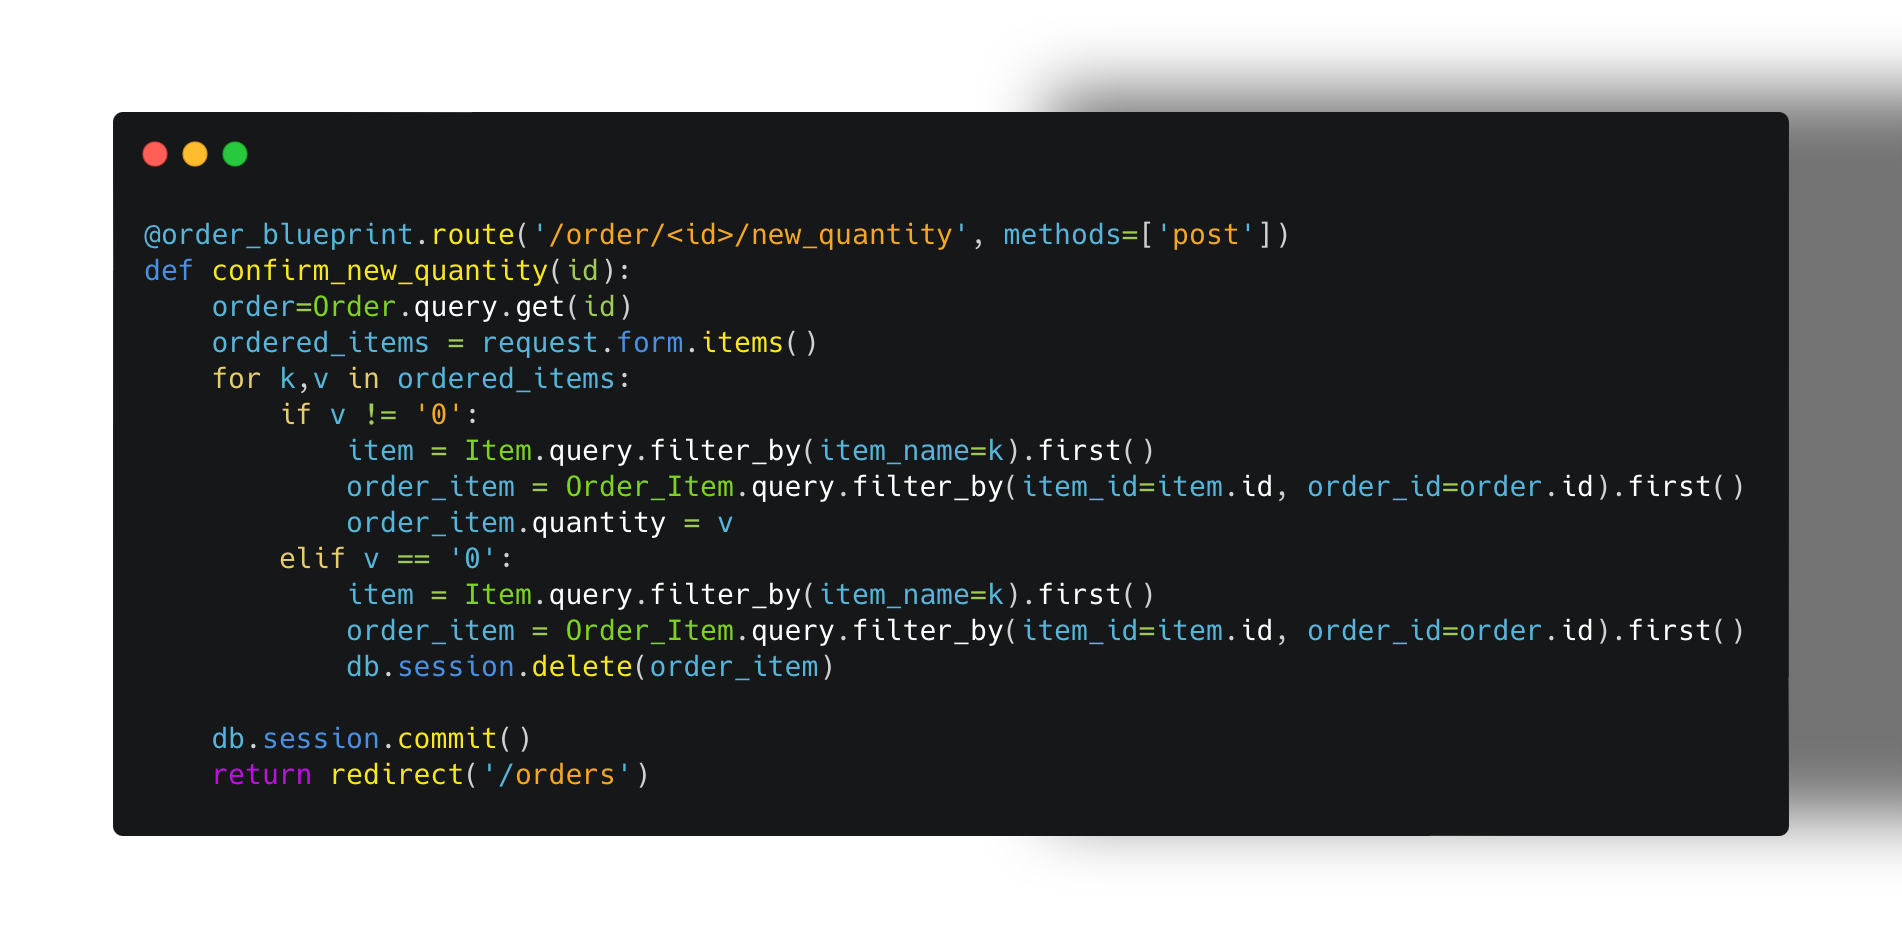 @order_blueprint.route('/order/<id>/new_quantity', methods=['post'])
def confirm_new_quantity(id):
    order=Order.query.get(id)
    ordered_items = request.form.items()
    for k,v in ordered_items:
        if v != '0':
            item = Item.query.filter_by(item_name=k).first()
            order_item = Order_Item.query.filter_by(item_id=item.id, order_id=order.id).first()
            order_item.quantity = v
        elif v == '0':
            item = Item.query.filter_by(item_name=k).first()
            order_item = Order_Item.query.filter_by(item_id=item.id, order_id=order.id).first()
            db.session.delete(order_item)

    db.session.commit()
    return redirect('/orders')